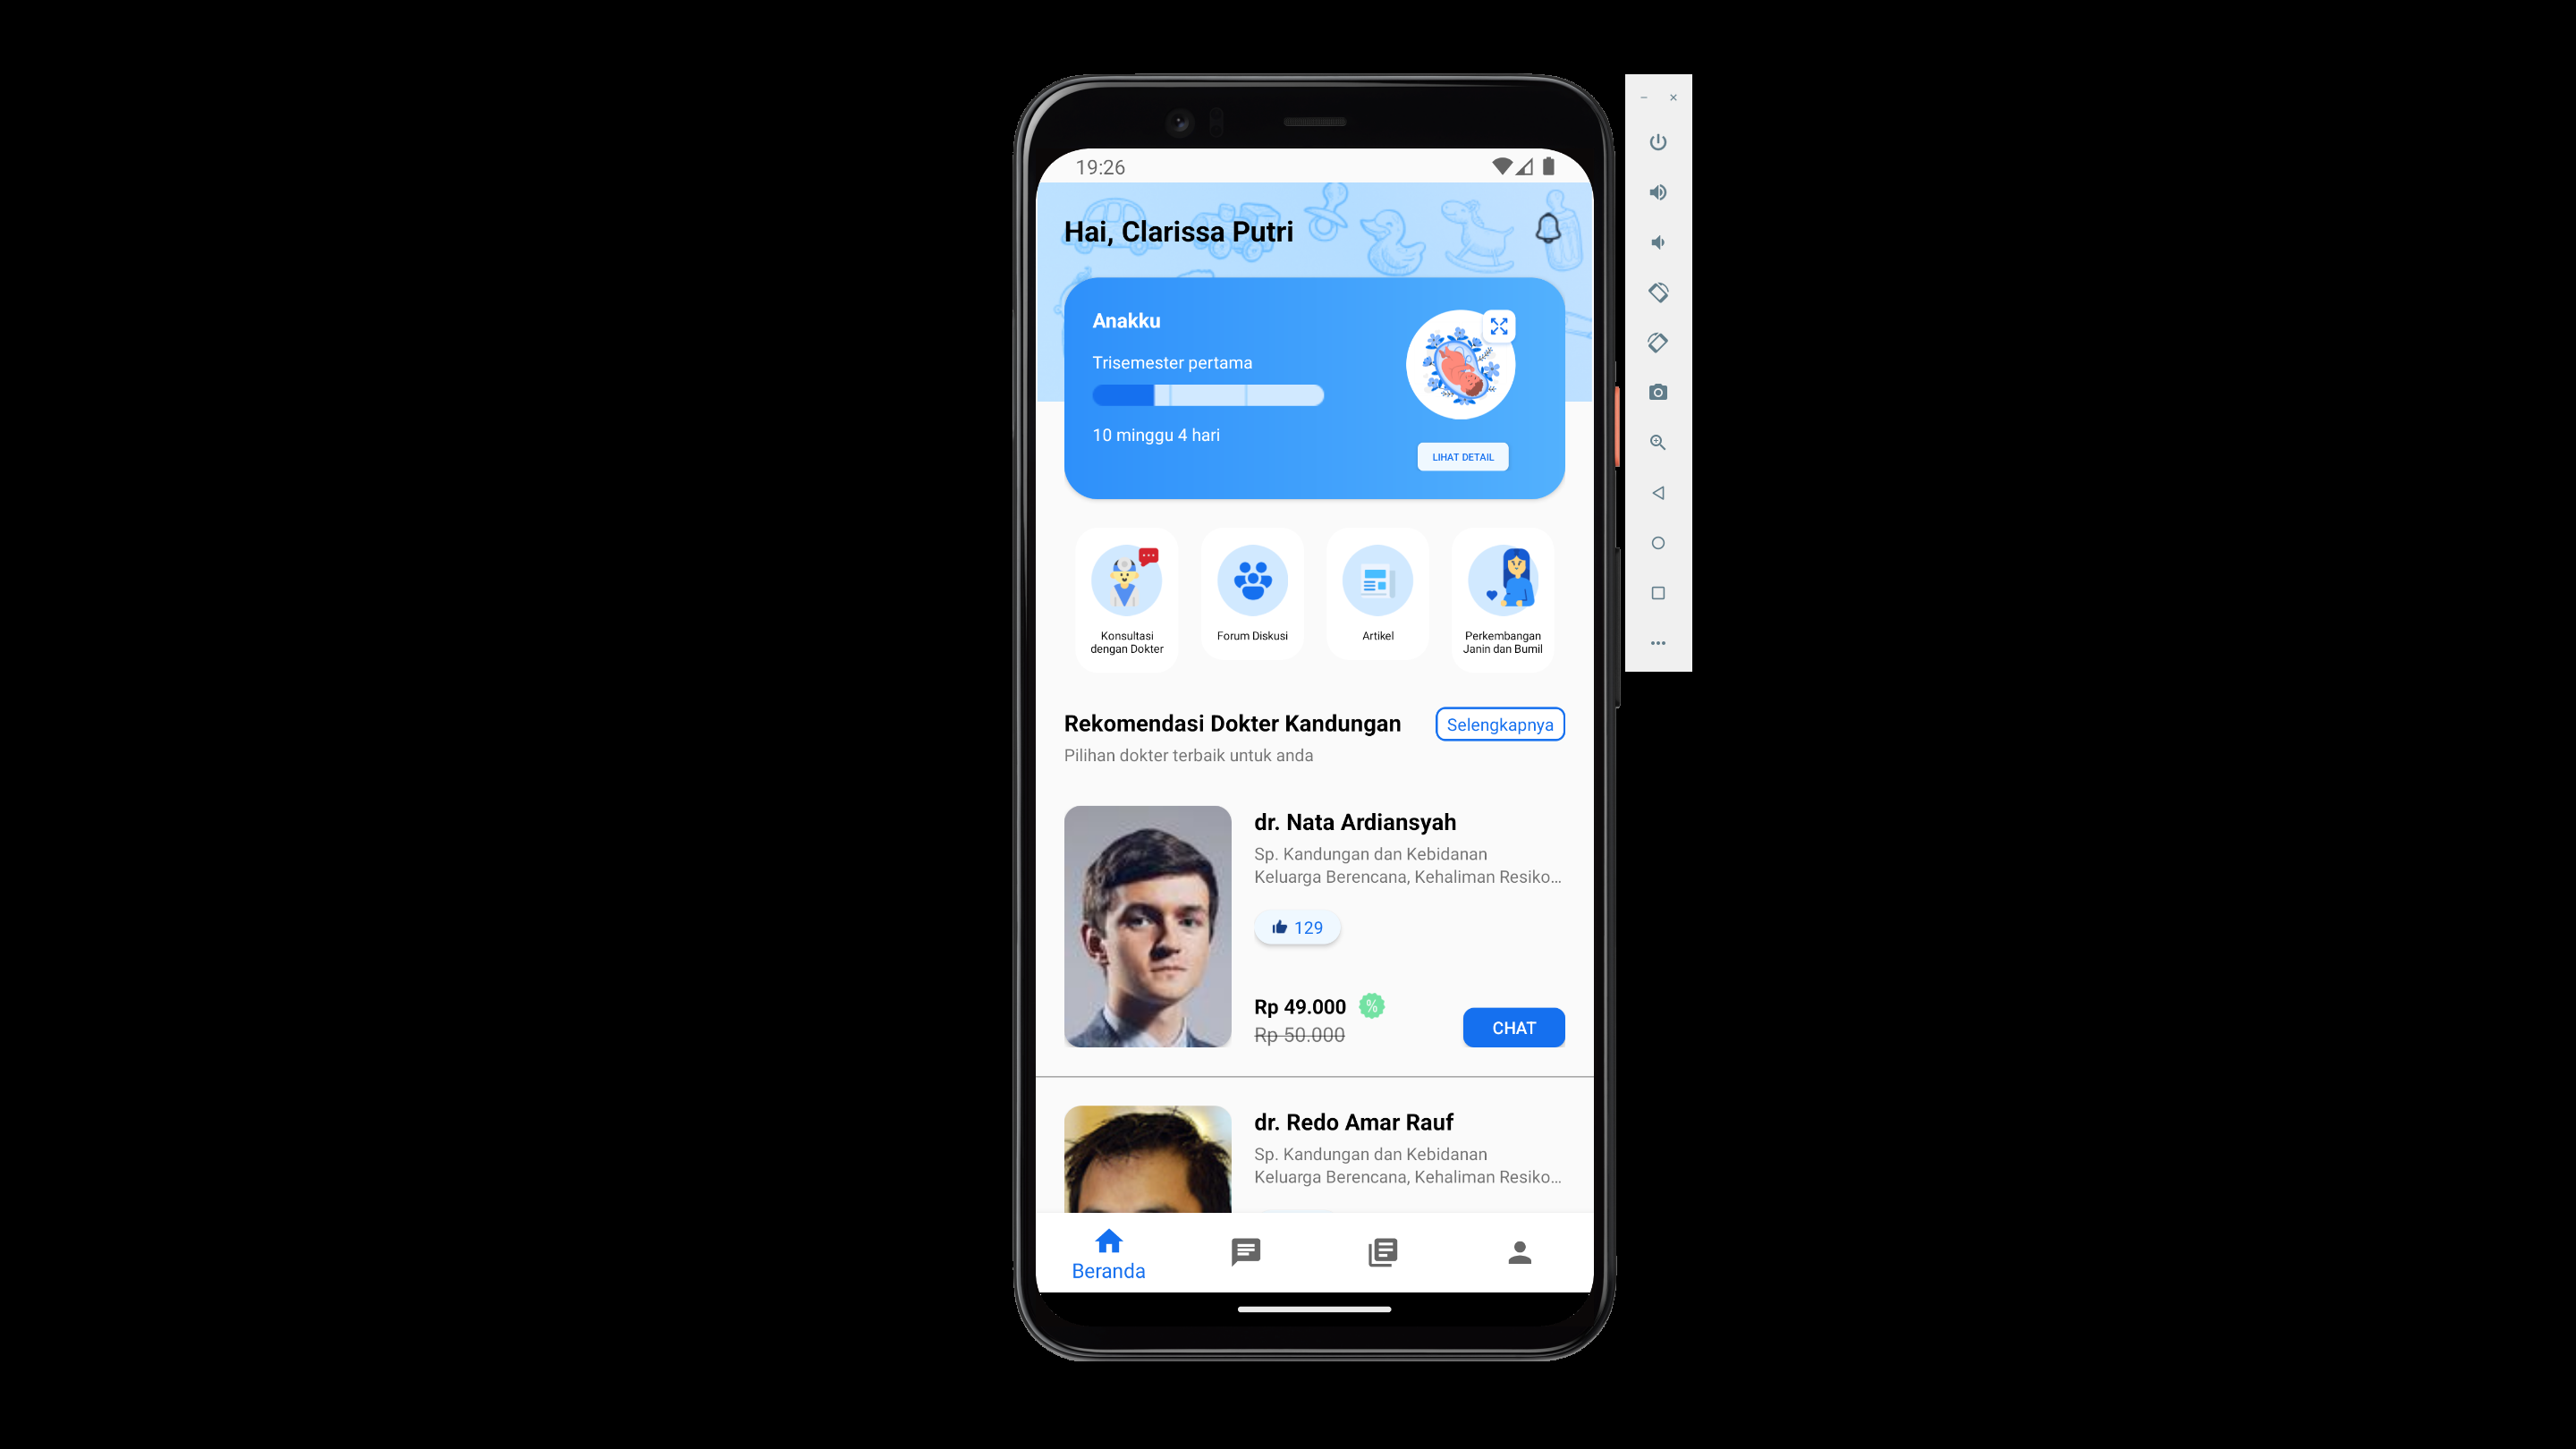 19:26
Hai, Clarissa Putri
Anakku
Trisemester pertama
10 minggu 4 hari
LIHAT DETAIL
Konsultasi
dengan Dokter
Forum Diskusi
Artikel
Perkembangan
Janin dan Bumil
Rekomendasi Dokter Kandungan
Selengkapnya
Pilihan dokter terbaik untuk anda
dr. Nata Ardiansyah
Sp. Kandungan dan Kebidanan
Keluarga Berencana, Kehaliman Resiko...
129
Rp 49.000 %
Rp 50.000
CHAT
dr. Redo Amar Rauf
Sp. Kandungan dan Kebidanan
Keluarga Berencana, Kehaliman Resiko...
Beranda